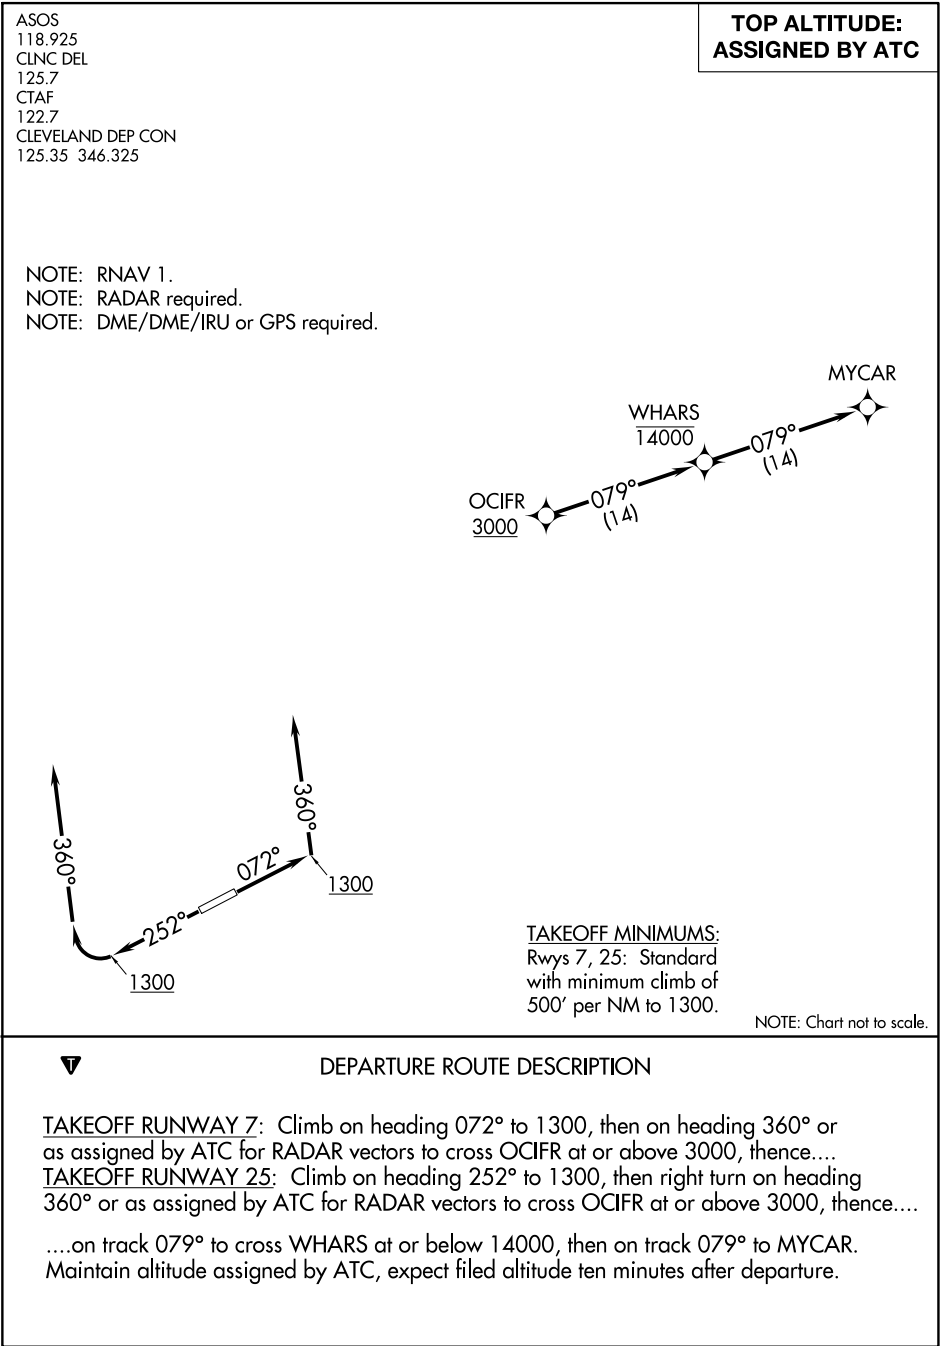 ASOS
118.925
CLNC DEL
125.7
CTAF
122.7
CLEVELAND DEP CON
125.35 346.325
TOP ALTITUDE:
ASSIGNED BY ATC
NOTE: RNAV 1.
NOTE: RADAR required.
NOTE: DME/DME/IRU or GPS required.
MYCAR
WHARS
14000
079°
(14)
OCIFR
3000
079°
(14)
360°
360°
072°
1300
252°
1300
TAKEOFF MINIMUMS:
Rwys 7, 25: Standard
with minimum climb of
500' per NM to 1300.
NOTE: Chart not to scale.
T
DEPARTURE ROUTE DESCRIPTION
TAKEOFF RUNWAY 7: Climb on heading 072° to 1300, then on heading 360° or
as assigned by ATC for RADAR vectors to cross OCIFR at or above 3000, thence....
TAKEOFF RUNWAY 25: Climb on heading 252° to 1300, then right turn on heading
360° or as assigned by ATC for RADAR vectors to cross OCIFR at or above 3000, thence....
....on track 079° to cross WHARS at or below 14000, then on track 079° to MYCAR.
Maintain altitude assigned by ATC, expect filed altitude ten minutes after departure.